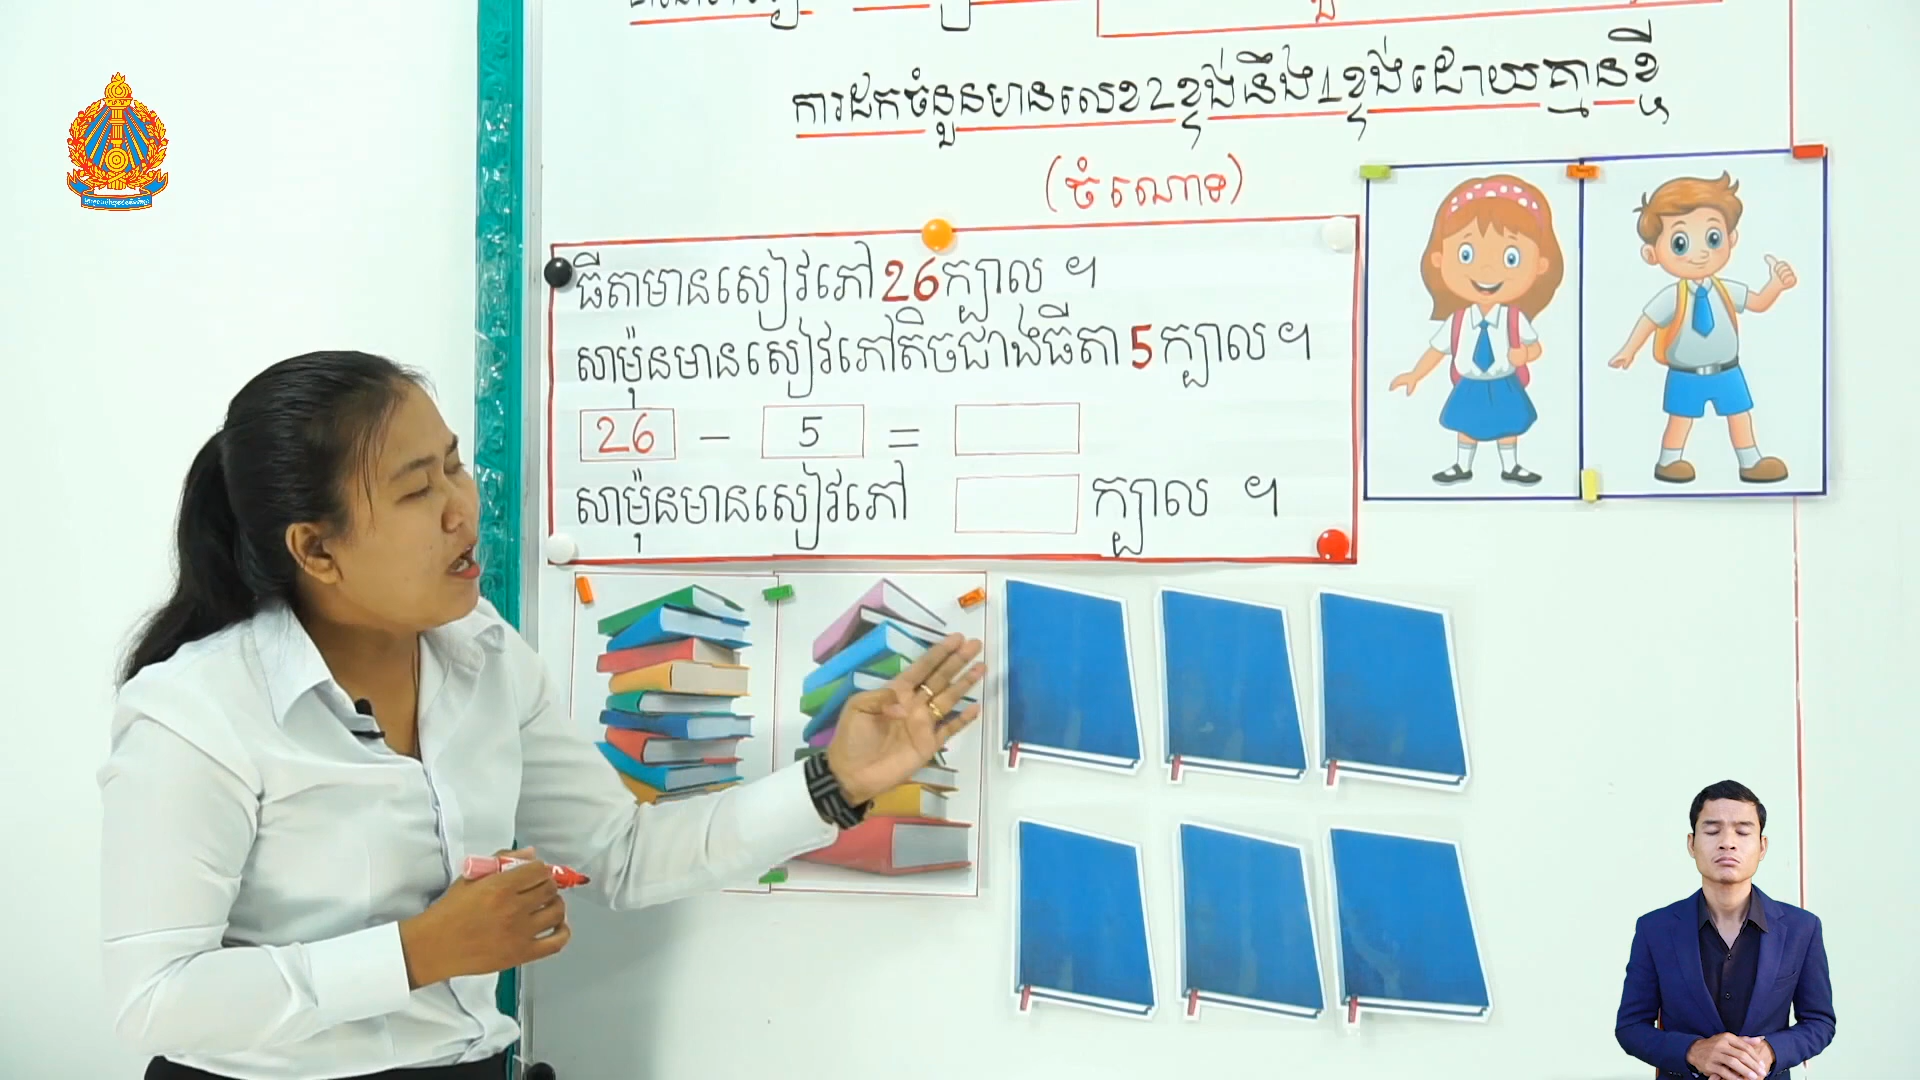 ការដកចំនួនមានលេខ2ខ្ទង់នឹង1ខ្ទង់ដោយគ្មានខ្ចី
(ចំណោទ)
ធីតាមានសៀវភៅ 26 ក្បាល ។
សាម៉ុនមានសៀវភៅតិចជាងធីតា 5 ក្បាល ។
26 – 5 =
សាម៉ុនមានសៀវភៅ ក្បាល ។